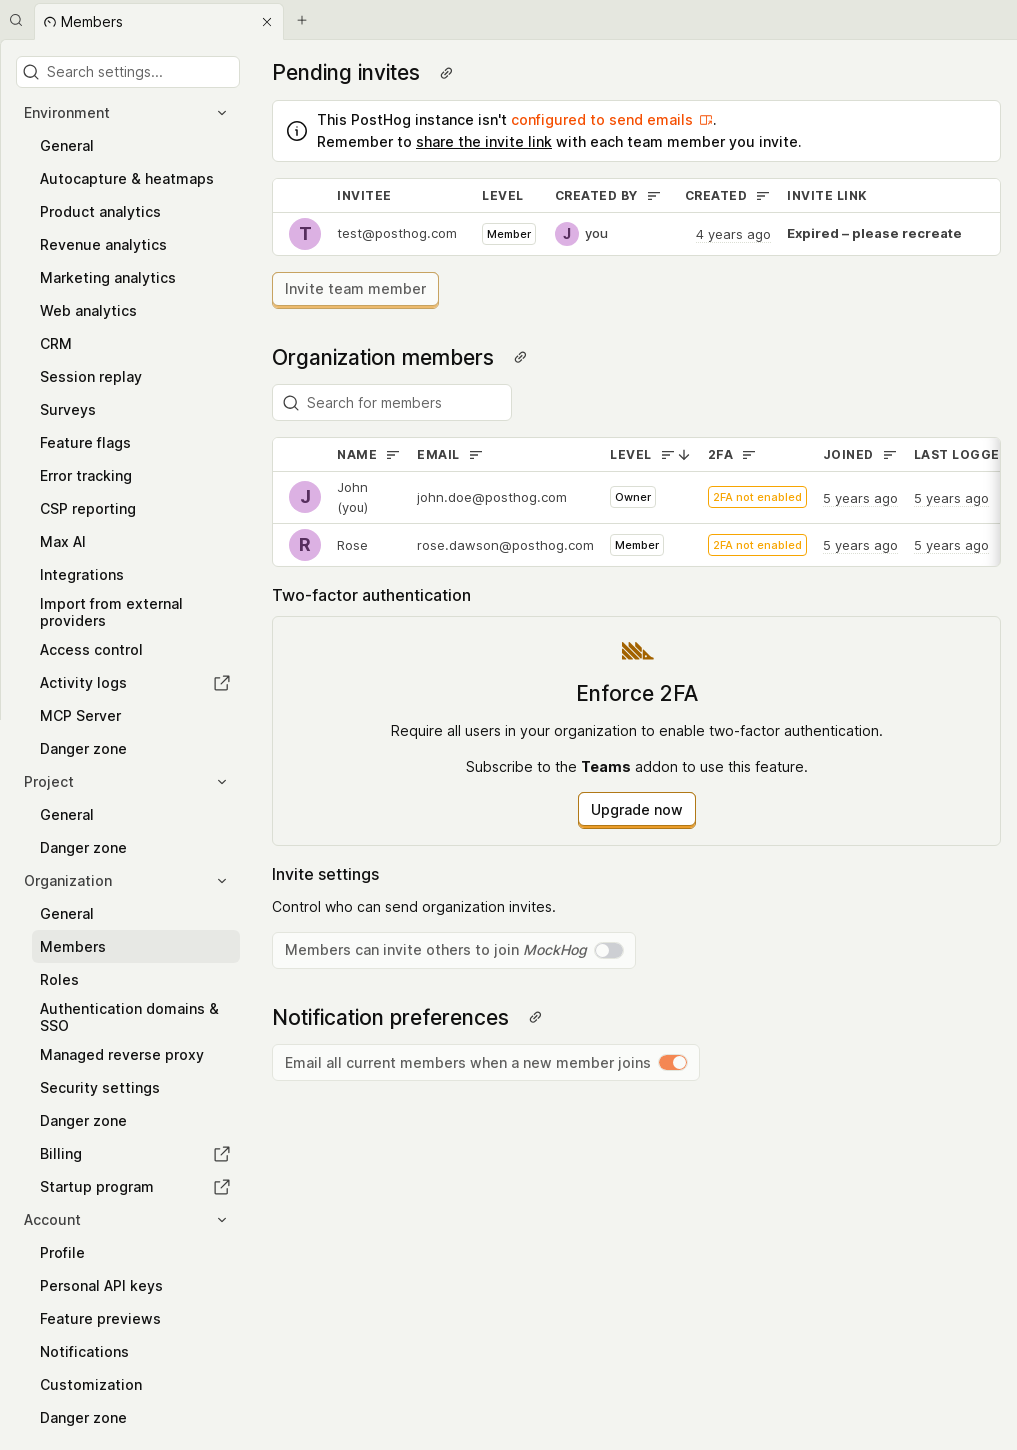 Members
Search settings...
Environment
General
Autocapture & heatmaps
Product analytics
Revenue analytics
Marketing analytics
Web analytics
CRM
Session replay
Surveys
Feature flags
Error tracking
CSP reporting
Max AI
Integrations
Import from external
providers
Access control
Activity logs
MCP Server
Danger zone
Project
General
Danger zone
Organization
General
Members
Roles
Authentication domains &
SSO
Managed reverse proxy
Security settings
Danger zone
Billing
Startup program
Account
Profile
Personal API keys
Feature previews
Notifications
Customization
Danger zone
Pending invites
This PostHog instance isn't configured to send emails.
Remember to share the invite link with each team member you invite.
INVITEE LEVEL CREATED BY CREATED INVITE LINK
T test@posthog.com Member J you 4 years ago Expired – please recreate
Invite team member
Organization members
Search for members
NAME EMAIL LEVEL 2FA JOINED LAST LOGGE
J John (you) john.doe@posthog.com Owner 2FA not enabled 5 years ago 5 years ago
R Rose rose.dawson@posthog.com Member 2FA not enabled 5 years ago 5 years ago
Two-factor authentication
Enforce 2FA
Require all users in your organization to enable two-factor authentication.
Subscribe to the Teams addon to use this feature.
Upgrade now
Invite settings
Control who can send organization invites.
Members can invite others to join MockHog
Notification preferences
Email all current members when a new member joins